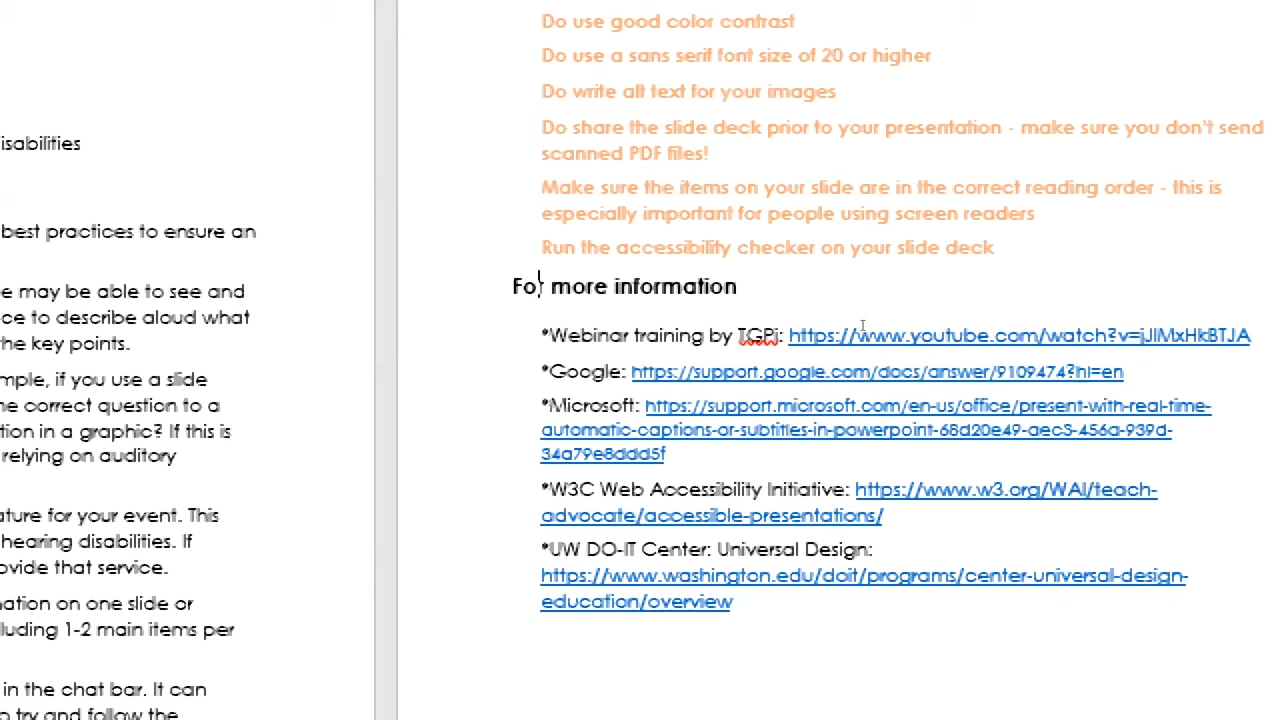 isabilities
best practices to ensure an
e may be able to see and
ce to describe aloud what
the key points.
mple, if you use a slide
ne correct question to a
tion in a graphic? If this is
relying on auditory
ature for your event. This
hearing disabilities. If
ovide that service.
nation on one slide or
luding 1-2 main items per
in the chat bar. It can
try and follow the
Do use good color contrast
Do use a sans serif font size of 20 or higher
Do write alt text for your images
Do share the slide deck prior to your presentation - make sure you don't send
scanned PDF files!
Make sure the items on your slide are in the correct reading order - this is
especially important for people using screen readers
Run the accessibility checker on your slide deck
For more information
*Webinar training by TGPi: https://www.youtube.com/watch?v=jJlMxHkBTJA
*Google: https://support.google.com/docs/answer/9109474?hl=en
*Microsoft: https://support.microsoft.com/en-us/office/present-with-real-time-
automatic-captions-or-subtitles-in-powerpoint-68d20e49-aec3-456a-939d-
34a79e8ddd5f
*W3C Web Accessibility Initiative: https://www.w3.org/WAI/teach-
advocate/accessible-presentations/
*UW DO-IT Center: Universal Design:
https://www.washington.edu/doit/programs/center-universal-design-
education/overview